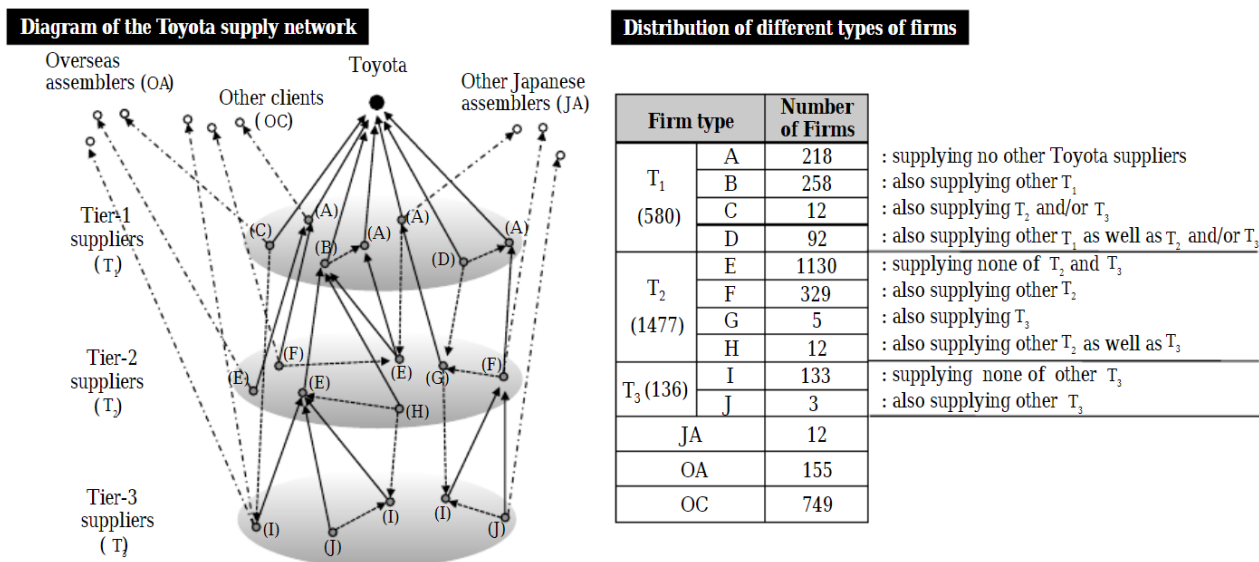 Diagram of the Toyota supply network
Overseas
assemblers (OA)
Other clients
( OC)
Toyota
Other Japanese
assemblers (JA)
Tier-1
suppliers
(T1)
(C)
(A)
(B)
(A)
(A)
(D)
(A)
Tier-2
suppliers
(T2)
(E)
(F)
(E)
(E)
(H)
(G)
(F)
Tier-3
suppliers
( T3)
(I)
(J)
(I)
(I)
(J)
Distribution of different types of firms
Firm type Number of Firms
T1 (580)
A 218 : supplying no other Toyota suppliers
B 258 : also supplying other T1
C 12 : also supplying T2 and/or T3
D 92 : also supplying other T1 as well as T2 and/or T3
T2 (1477)
E 1130 : supplying none of T2 and T3
F 329 : also supplying other T2
G 5 : also supplying T3
H 12 : also supplying other T2 as well as T3
T3 (136)
I 133 : supplying none of other T3
J 3 : also supplying other T3
JA 12
OA 155
OC 749